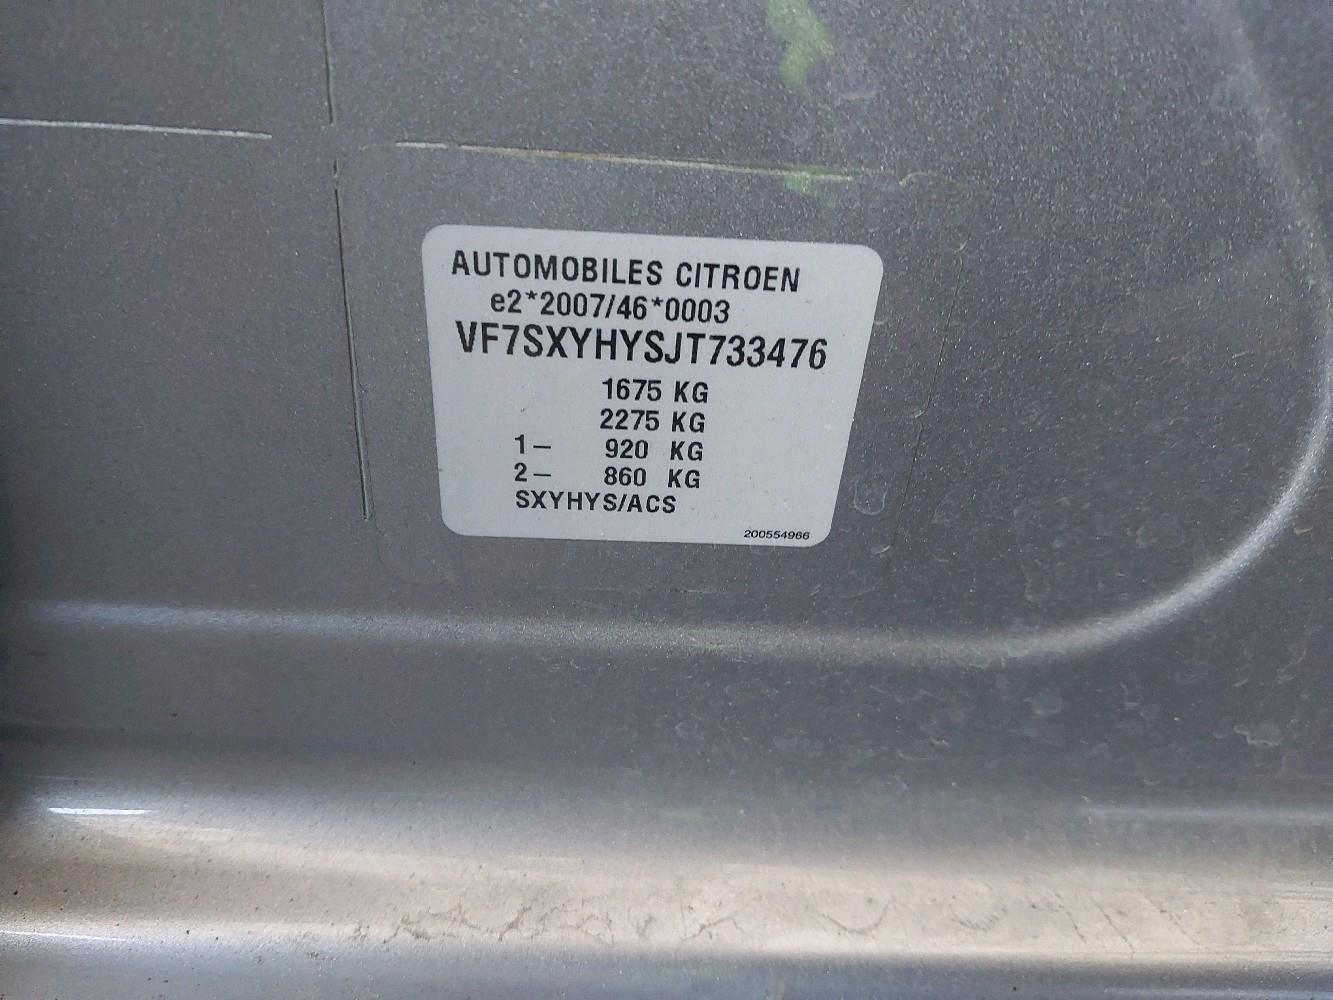 AUTOMOBILES CITROEN
e2*2007/46*0003
VF7SXYHYSJT733476
1675 KG
2275 KG
1— 920 KG
2— 860 KG
SXYHYS/ACS
200554966